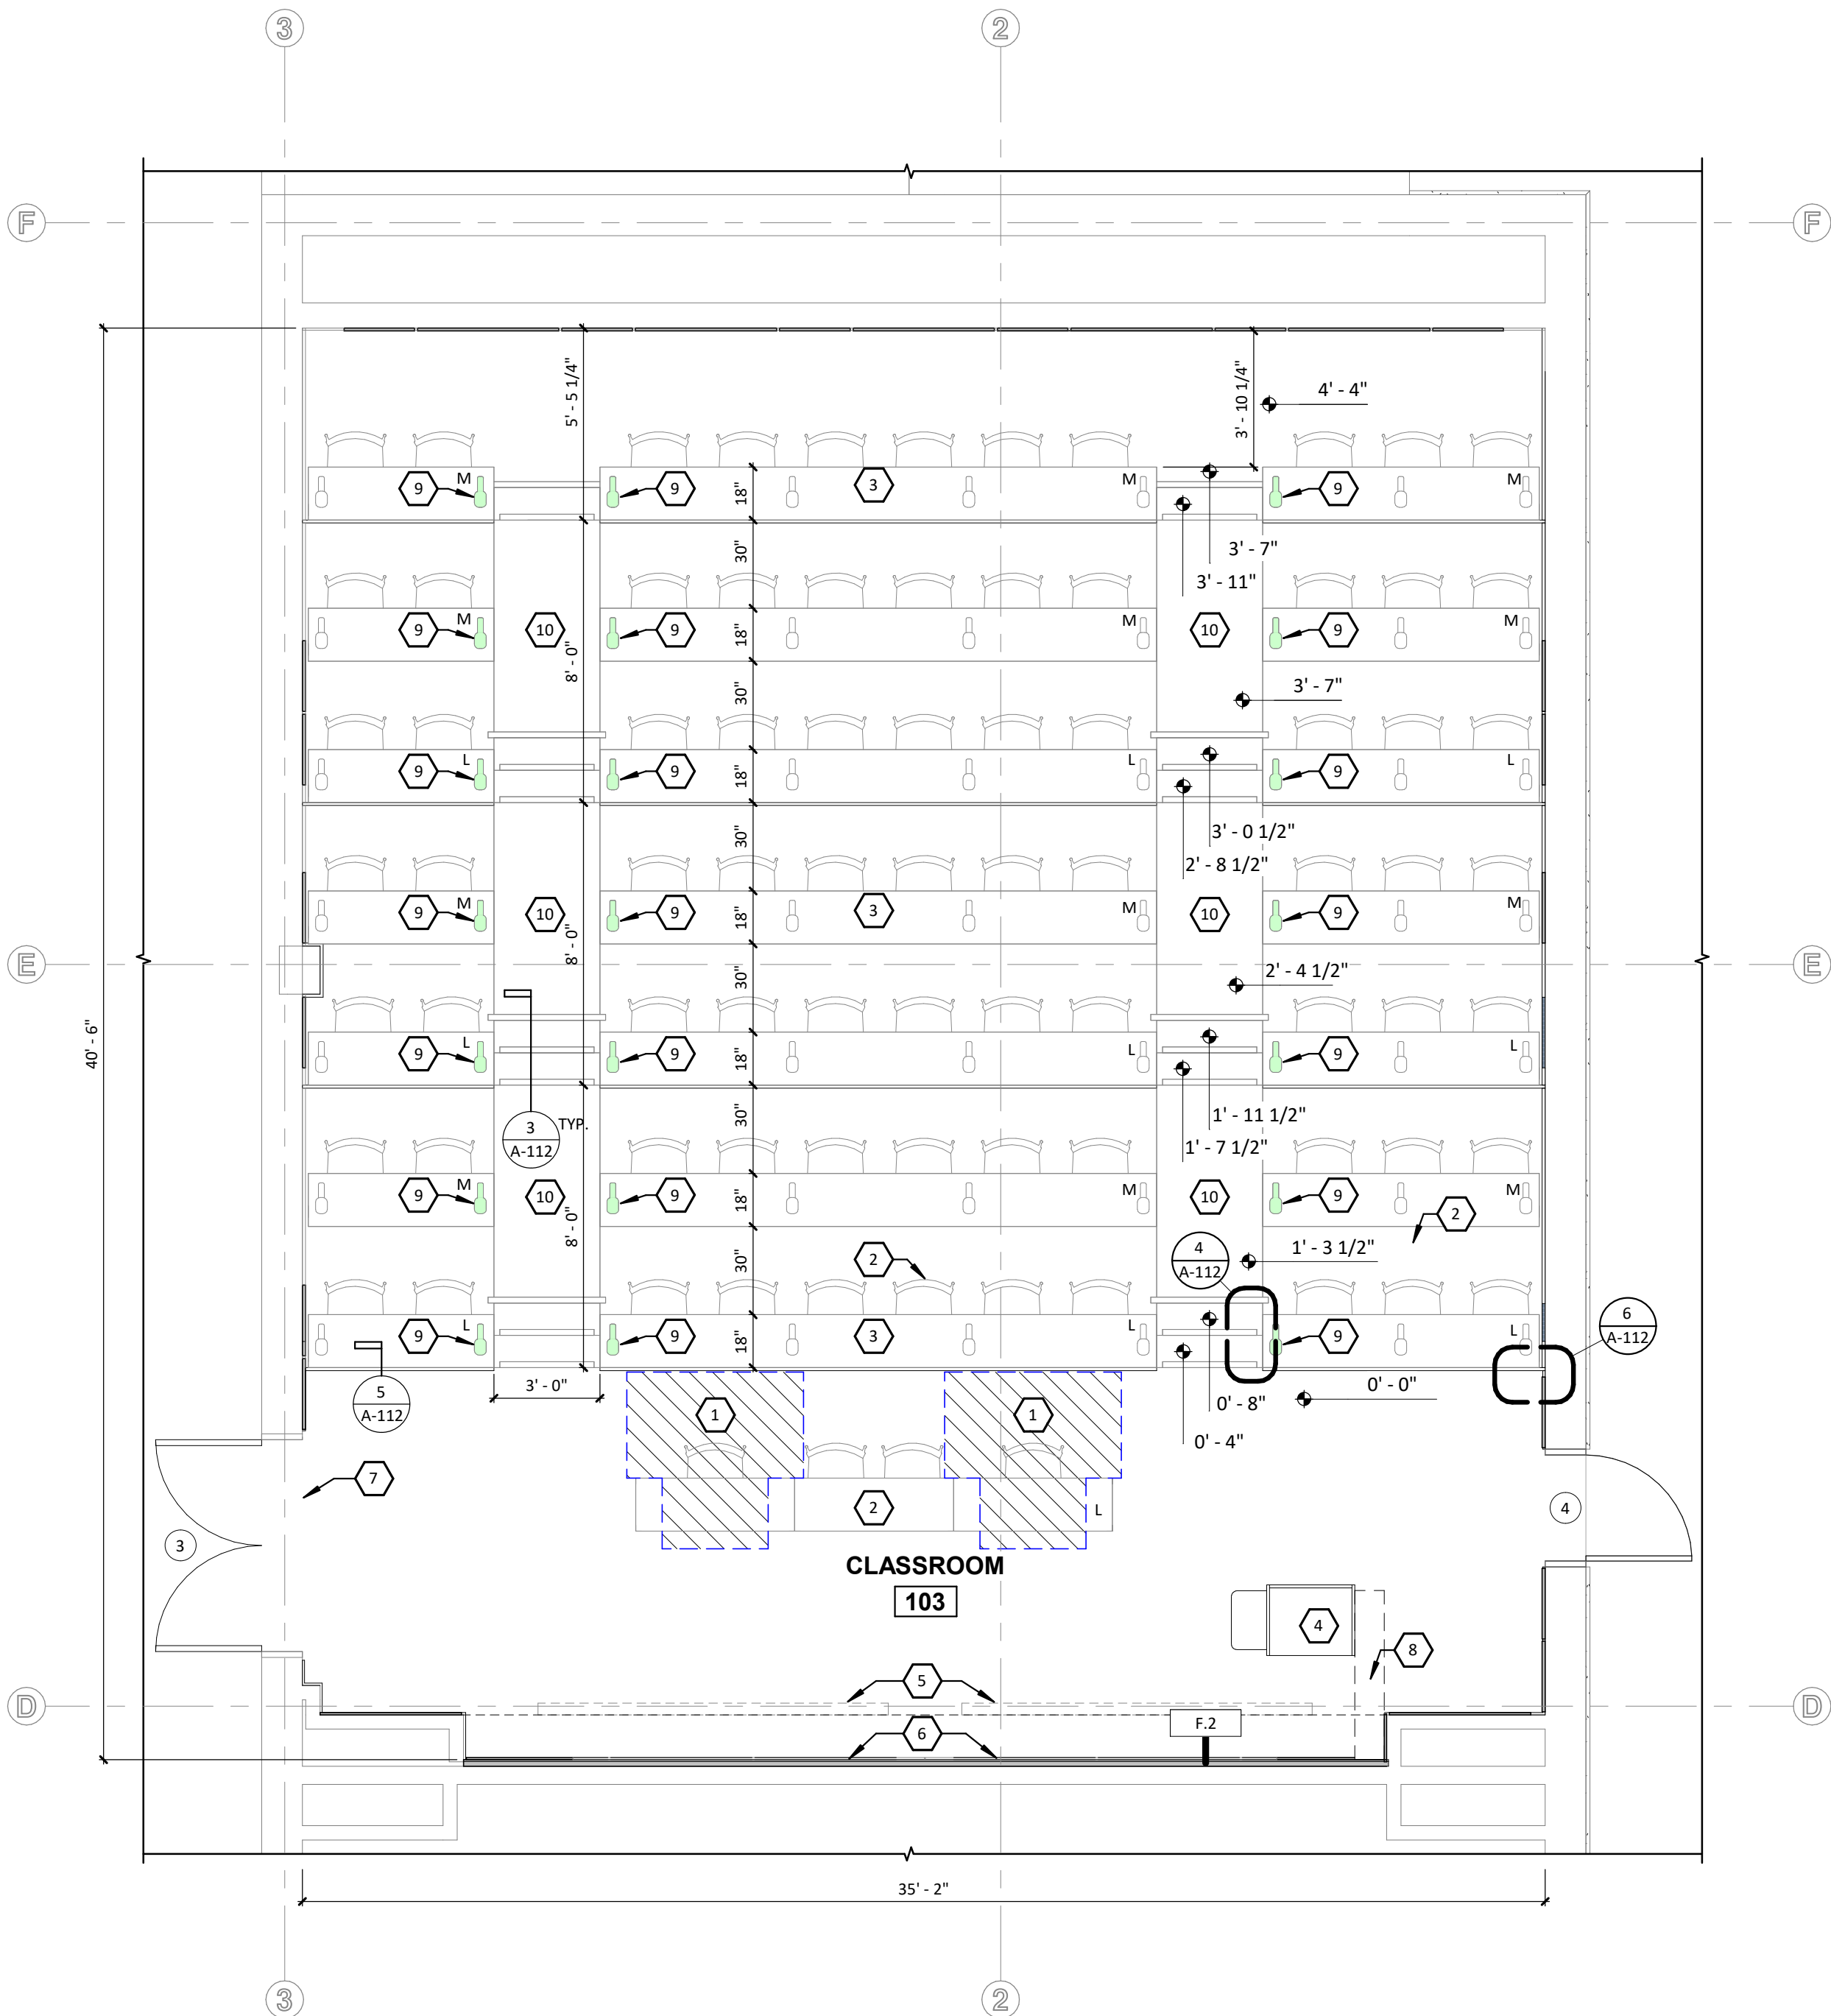 3
2
F
F
5' - 5 1/4"
3' - 10 1/4"
4' - 4"
9
M
9
18"
3
M
9
M
3' - 7"
3' - 11"
30"
9
M
10
9
18"
M
10
9
M
8' - 0"
30"
3' - 7"
9
L
9
18"
L
9
L
3' - 0 1/2"
2' - 8 1/2"
30"
9
M
10
9
18"
3
M
10
9
M
8' - 0"
E
E
30"
2' - 4 1/2"
40' - 6"
9
L
9
18"
L
9
L
3
A-112
TYP.
30"
1' - 11 1/2"
1' - 7 1/2"
9
M
10
9
18"
M
10
9
M
2
8' - 0"
30"
2
4
A-112
1' - 3 1/2"
9
L
9
18"
3
L
9
L
6
A-112
5
A-112
3' - 0"
1
1
0' - 8"
0' - 4"
0' - 0"
7
2
L
4
3
CLASSROOM
103
4
8
5
D
D
F.2
6
35' - 2"
3
2